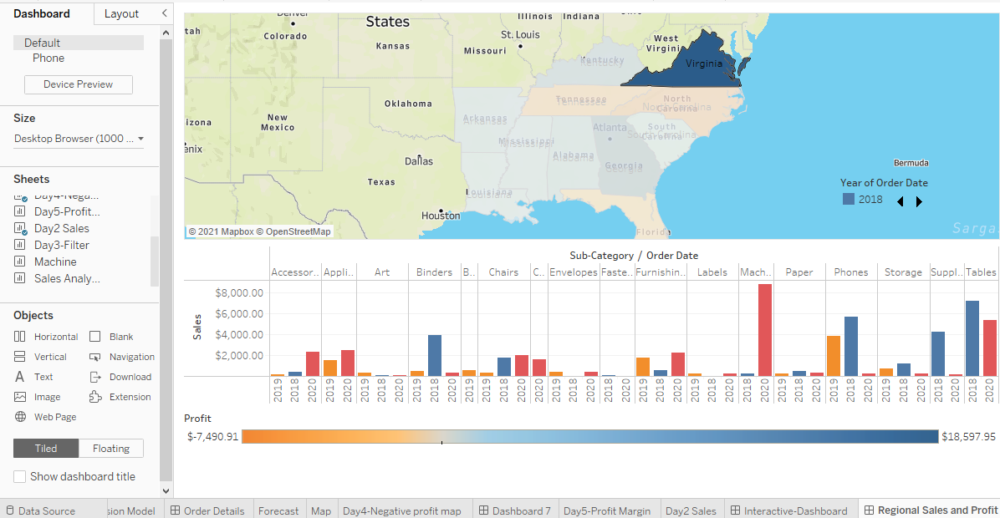 Dashboard Layout
Default
Phone
Device Preview
Size
Desktop Browser (1000 ...
Sheets
Day4-Nega...
Day5-Profit...
Day2 Sales
Day3-Filter
Machine
Sales Analy...
Objects
Horizontal Blank
Vertical Navigation
Text Download
Image Extension
Web Page
Tiled Floating
Show dashboard title
Denver
Colorado
States
Kansas
Missouri
St. Louis
Illinois Indiana
West
Virginia
Kentucky
Virginia
Tennessee
North
Carolina
North Carolina
Oklahoma
Arkansas
New
Mexico
Atlanta
South
Carolina
South Carolina
Mississippi
Alabama
Georgia
Dallas
Texas
Louisiana
Houston
Florida
Bermuda
Year of Order Date
2018
Sarga
© 2021 Mapbox © OpenStreetMap
Sub-Category / Order Date
Accessor.. Appli.. Art Binders B.. Chairs C.. Envelopes Faste.. Furnishin.. Labels Mach.. Paper Phones Storage Suppl.. Tables
Sales
$8,000.00
$6,000.00
$4,000.00
$2,000.00
2019 2018 2020 2019 2020 2019 2018 2020 2019 2018 2020 2019 2019 2018 2020 2020 2019 2018 2020 2018 2020 2019 2018 2020 2019 2018 2020 2018 2020 2019 2018 2020 2019 2018 2020 2019 2018 2020 2018 2020 2018 2020
Profit
$-7,490.91 $18,597.95
Data Source sion Model Order Details Forecast Map Day4-Negative profit map Dashboard 7 Day5-Profit Margin Day2 Sales Interactive-Dashboard Regional Sales and Profit